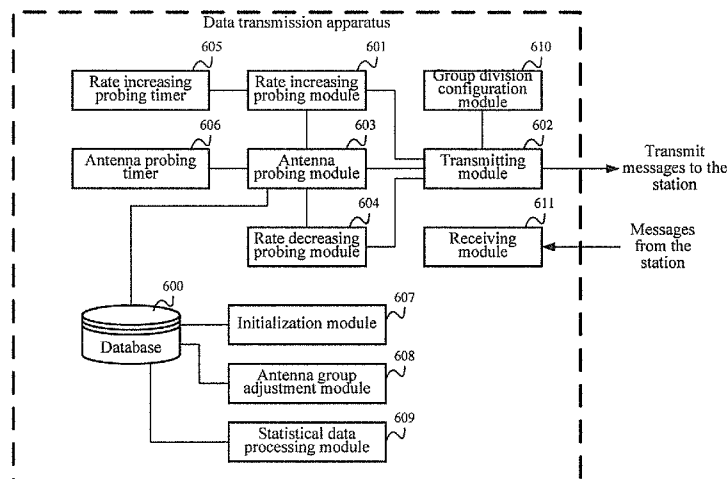 Data transmission apparatus
605
601
610
Rate increasing
probing timer
Rate increasing
probing module
Group division
configuration
module
606
603
602
Antenna probing
timer
Antenna
probing module
Transmitting
module
Transmit
messages to the
station
604
611
Rate decreasing
probing module
Receiving
module
Messages
from the
station
600
Database
607
Initialization module
608
Antenna group
adjustment module
609
Statistical data
processing module